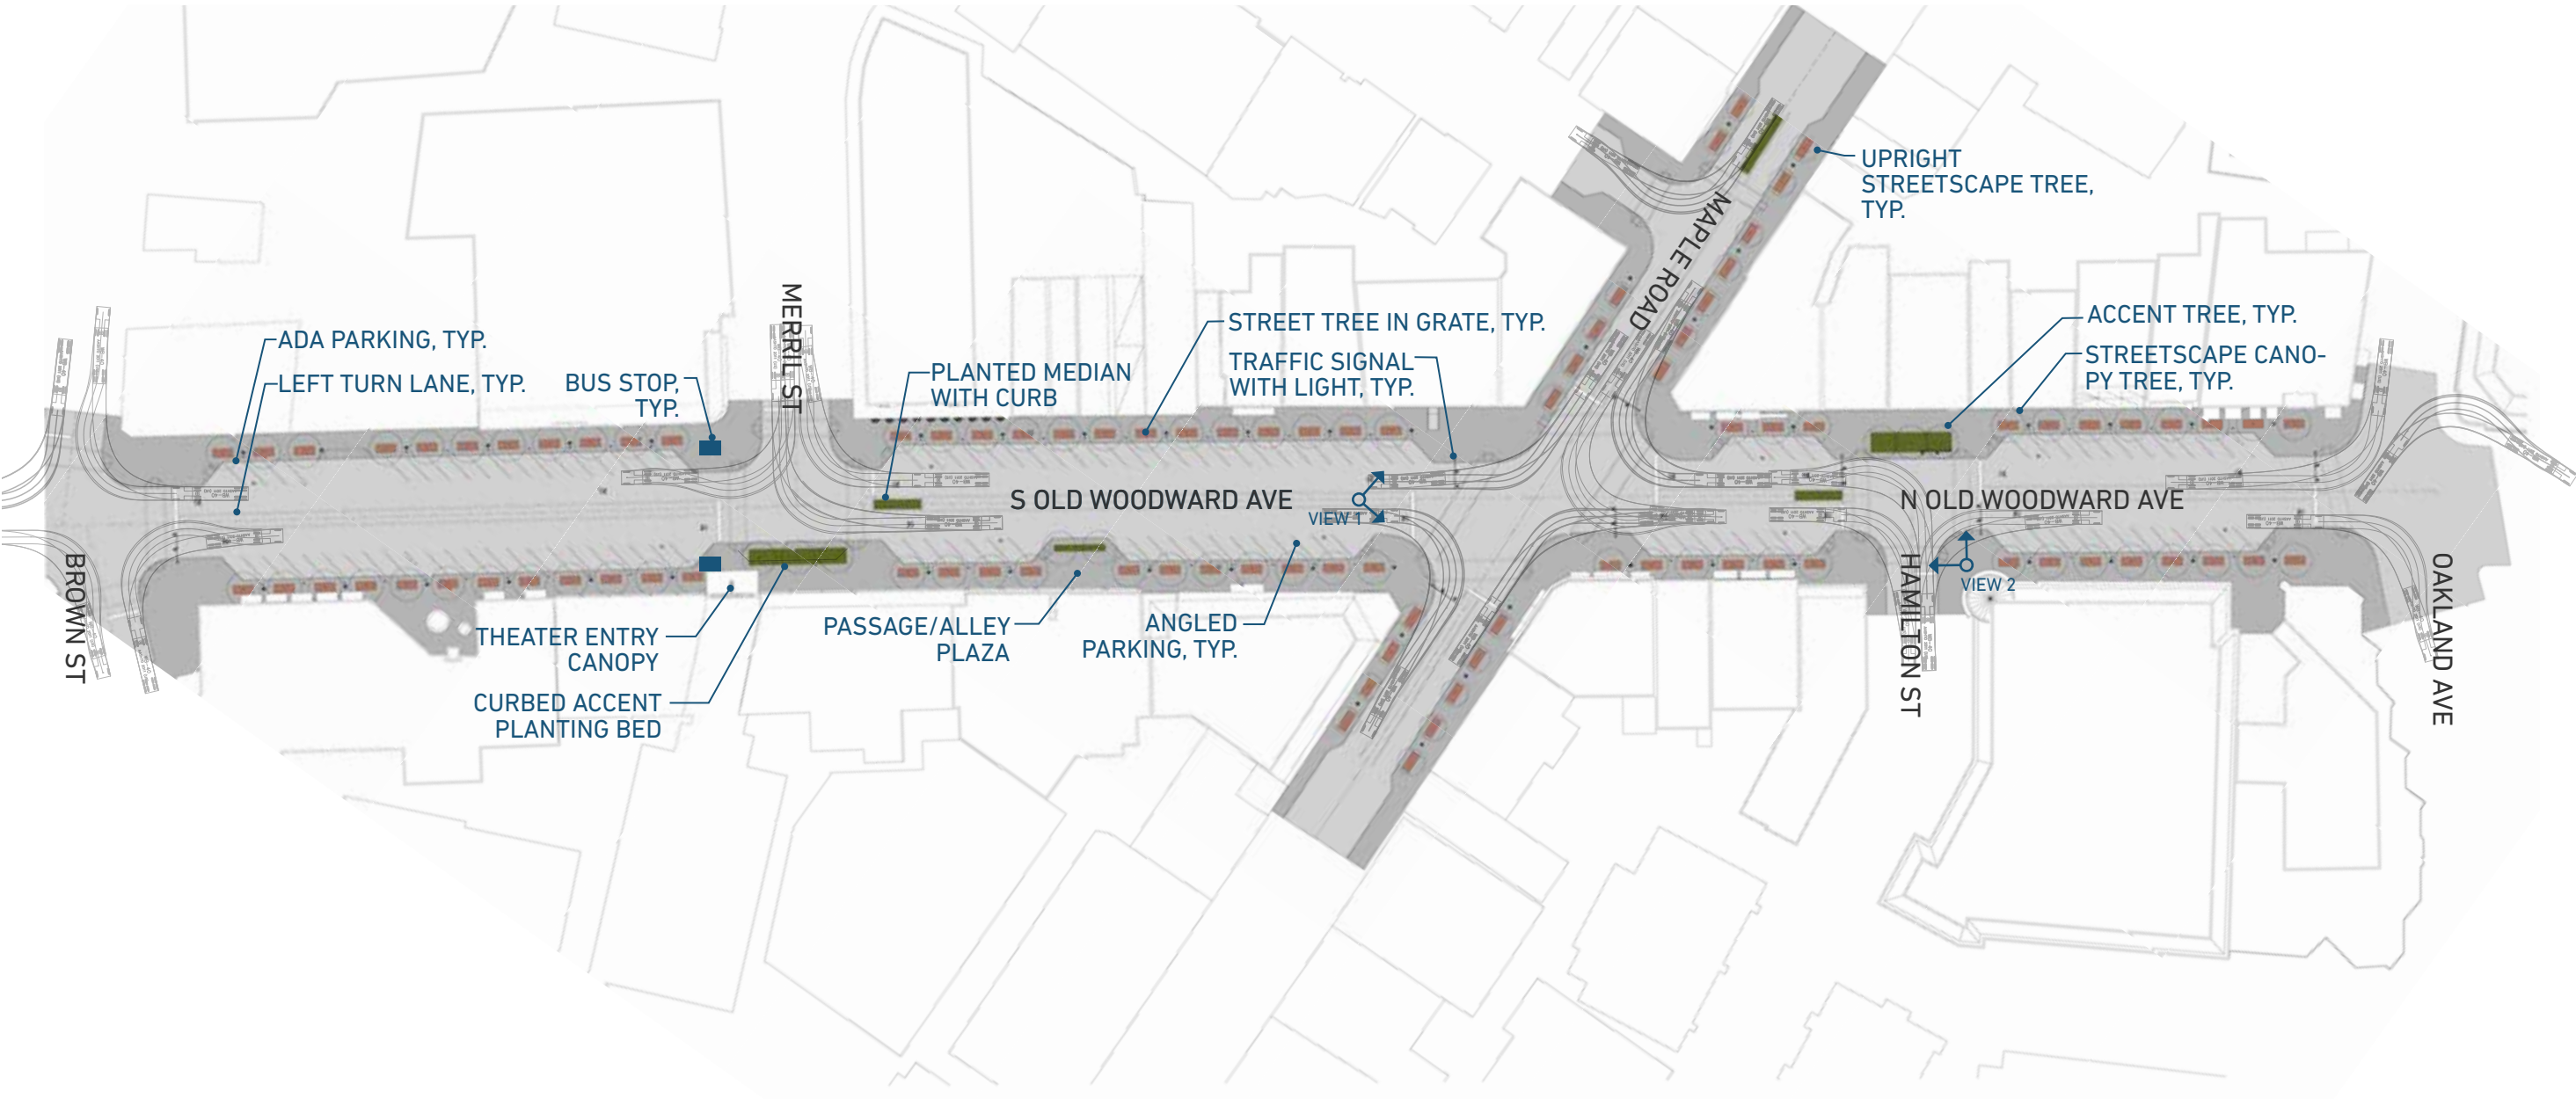 UPRIGHT
STREETSCAPE TREE,
TYP.
MAPLE ROAD
MERRIL ST
ADA PARKING, TYP.
LEFT TURN LANE, TYP.
BUS STOP,
TYP.
PLANTED MEDIAN
WITH CURB
STREET TREE IN GRATE, TYP.
TRAFFIC SIGNAL
WITH LIGHT, TYP.
ACCENT TREE, TYP.
STREETSCAPE CANO-
PY TREE, TYP.
S OLD WOODWARD AVE
VIEW 1
N OLD WOODWARD AVE
BROWN ST
THEATER ENTRY
CANOPY
CURBED ACCENT
PLANTING BED
PASSAGE/ALLEY
PLAZA
ANGLED
PARKING, TYP.
HAMILTON ST
VIEW 2
OAKLAND AVE